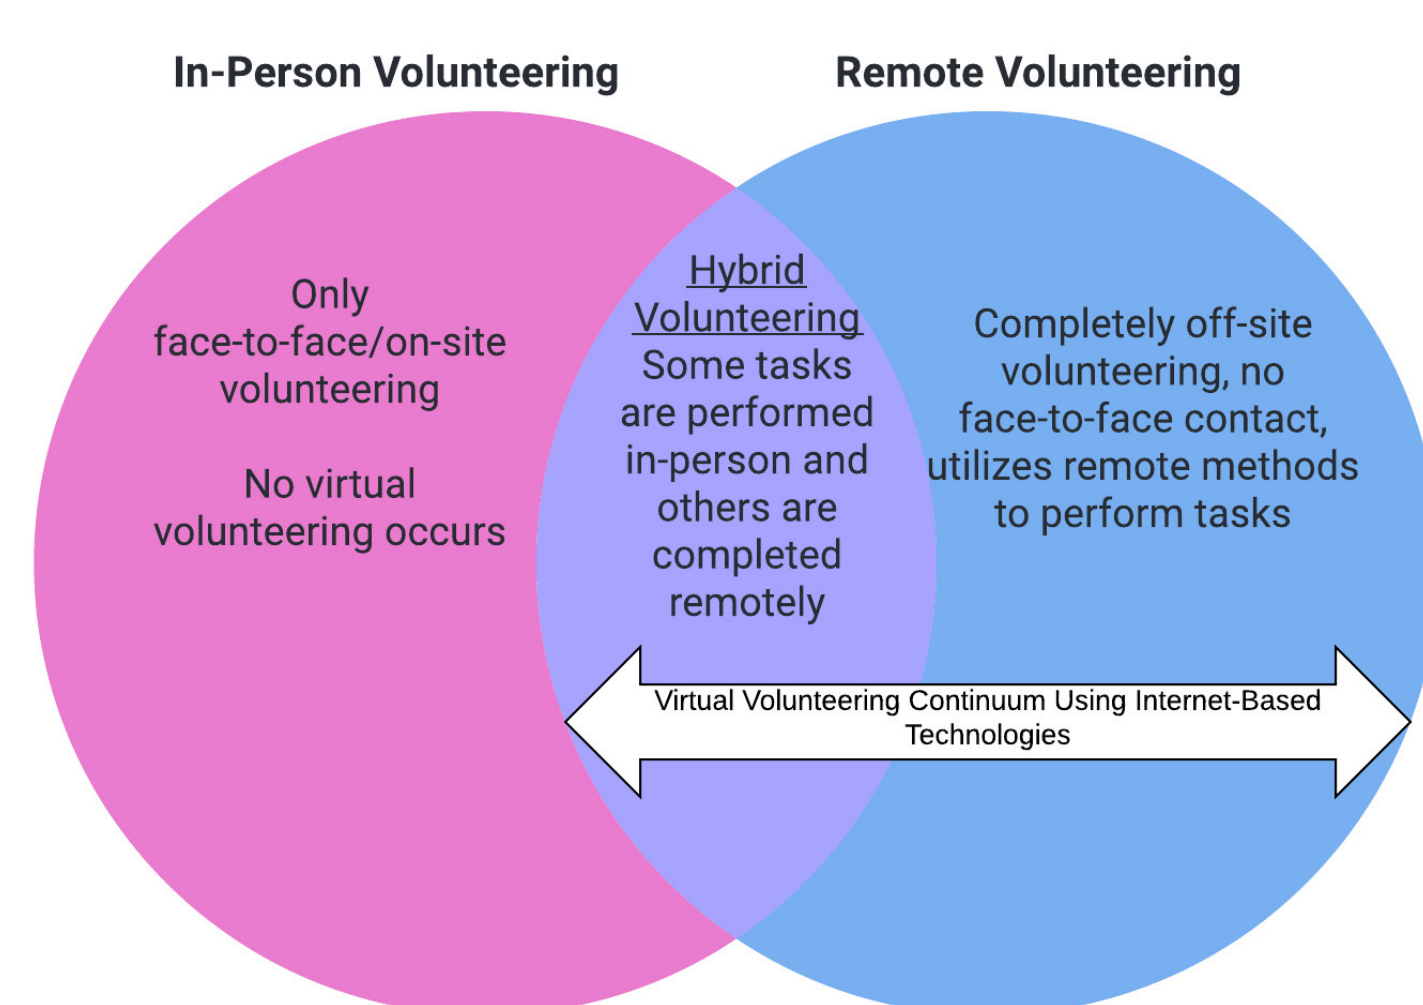 In-Person Volunteering
Remote Volunteering
Only
face-to-face/on-site
volunteering
No virtual
volunteering occurs
Hybrid
Volunteering
Some tasks
are performed
in-person and
others are
completed
remotely
Completely off-site
volunteering, no
face-to-face contact,
utilizes remote methods
to perform tasks
Virtual Volunteering Continuum Using Internet-Based
Technologies